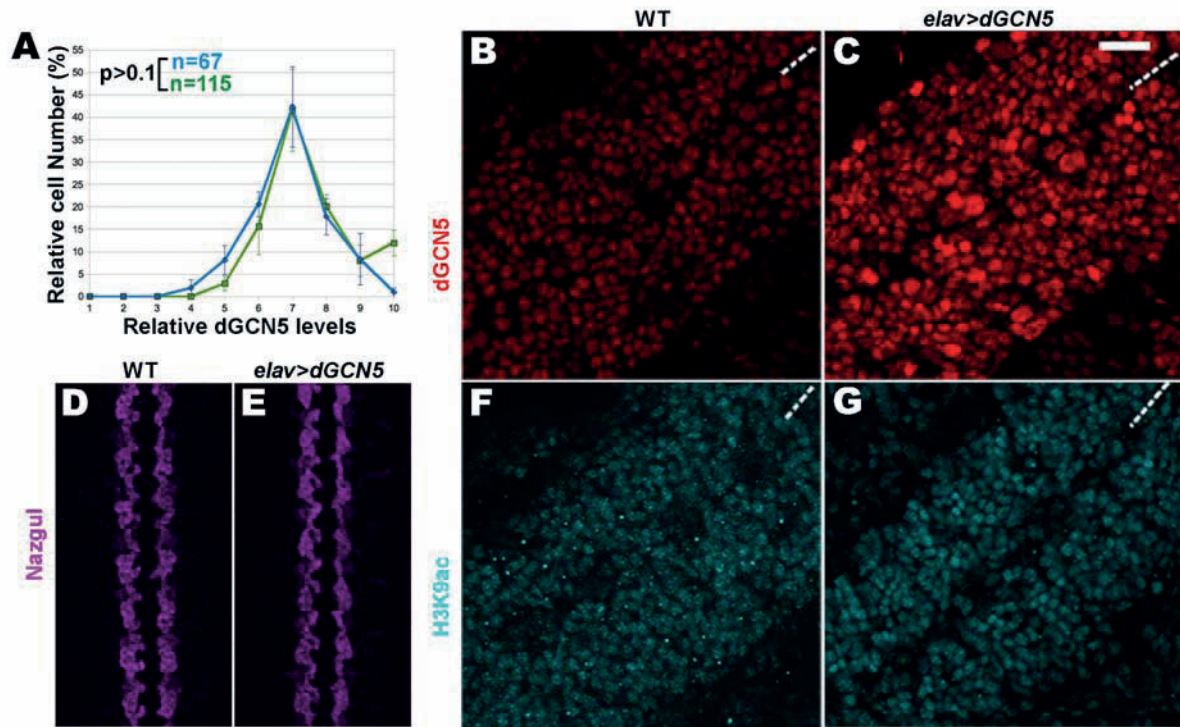 A
Relative cell Number (%)
55
50
45
40
35
30
25
20
15
10
5
0
p>0.1
n=67
n=115
1 2 3 4 5 6 7 8 9 10
Relative dGCN5 levels
WT elav>dGCN5
B C
dGCN5
WT elav>dGCN5
D E
Nazgul
F G
H3K9ac